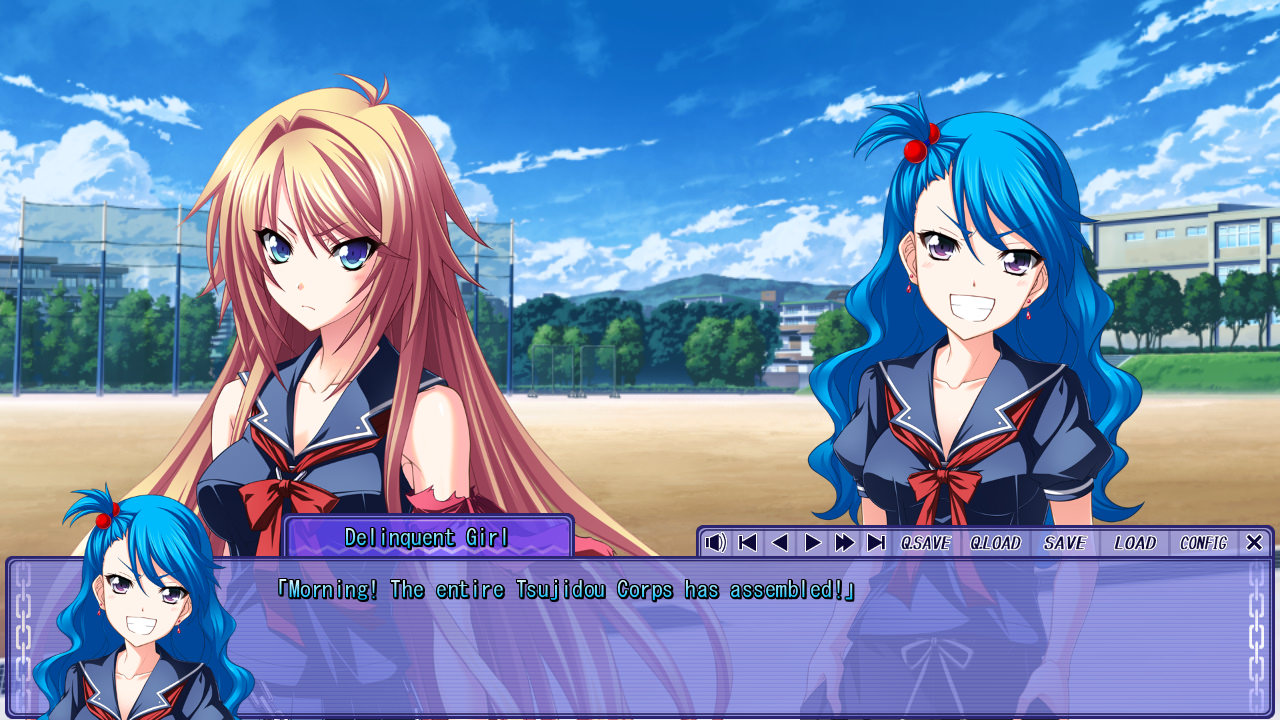 Delinquent Girl
Q.SAVE Q.LOAD SAVE LOAD CONFIG
「Morning! The entire Tsujidou Corps has assembled!」